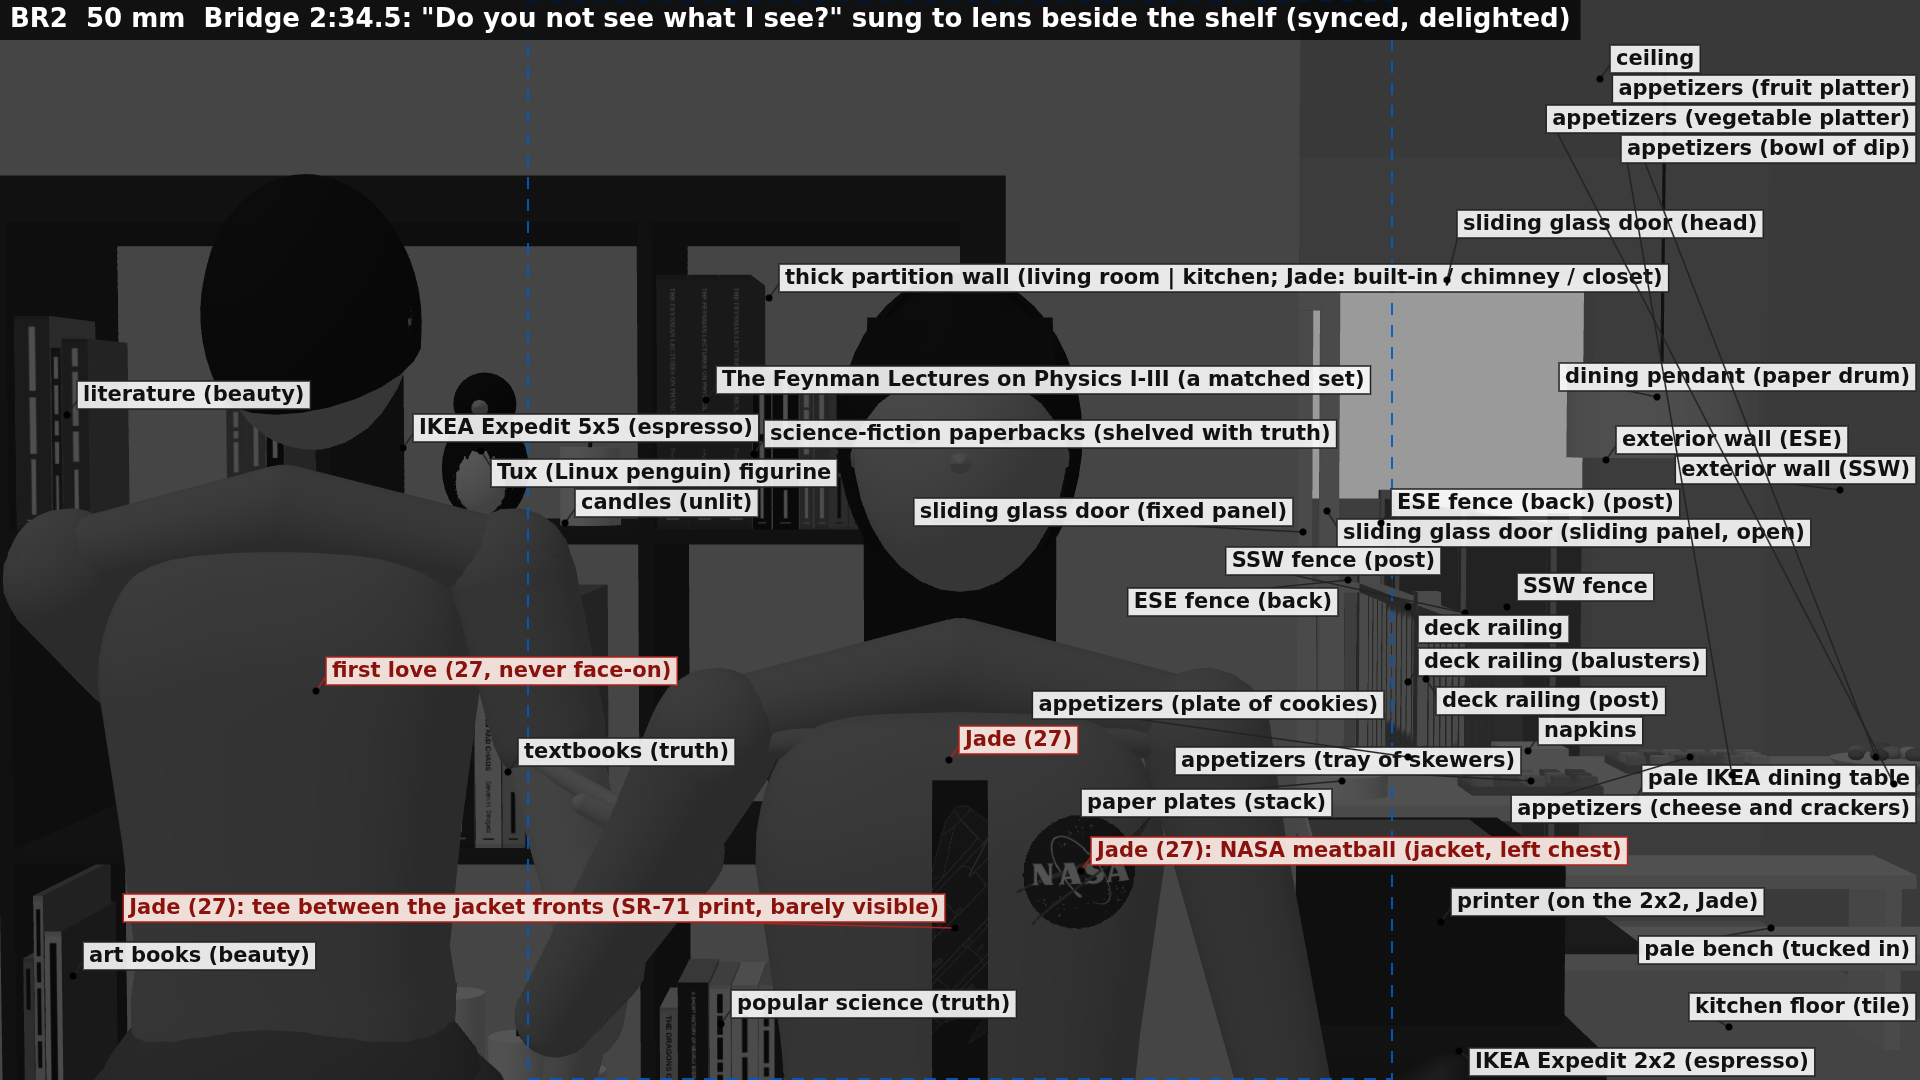 BR2 50 mm Bridge 2:34.5: "Do you not see what I see?" sung to lens beside the shelf (synced, delighted)
ceiling
appetizers (fruit platter)
appetizers (vegetable platter)
appetizers (bowl of dip)
sliding glass door (head)
thick partition wall (living room | kitchen; Jade: built-in / chimney / closet)
The Feynman Lectures on Physics I-III (a matched set)
dining pendant (paper drum)
literature (beauty)
IKEA Expedit 5x5 (espresso)
science-fiction paperbacks (shelved with truth)
exterior wall (ESE)
exterior wall (SSW)
Tux (Linux penguin) figurine
candles (unlit)
ESE fence (back) (post)
sliding glass door (fixed panel)
sliding glass door (sliding panel, open)
SSW fence (post)
SSW fence
ESE fence (back)
deck railing
deck railing (balusters)
first love (27, never face-on)
deck railing (post)
appetizers (plate of cookies)
napkins
Jade (27)
textbooks (truth)
appetizers (tray of skewers)
pale IKEA dining table
paper plates (stack)
appetizers (cheese and crackers)
Jade (27): NASA meatball (jacket, left chest)
NASA
printer (on the 2x2, Jade)
Jade (27): tee between the jacket fronts (SR-71 print, barely visible)
pale bench (tucked in)
art books (beauty)
popular science (truth)
kitchen floor (tile)
IKEA Expedit 2x2 (espresso)